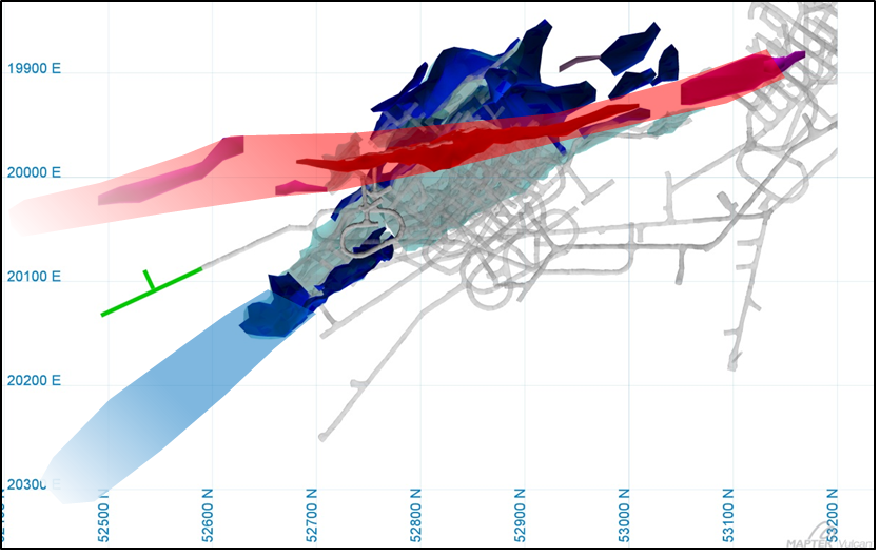 19900 E
20000 E
20100 E
20200 E
20300
52500 N
52600 N
52700 N
52800 N
52900 N
53000 N
53100 N
53200 N
MAPTEK Vulcan